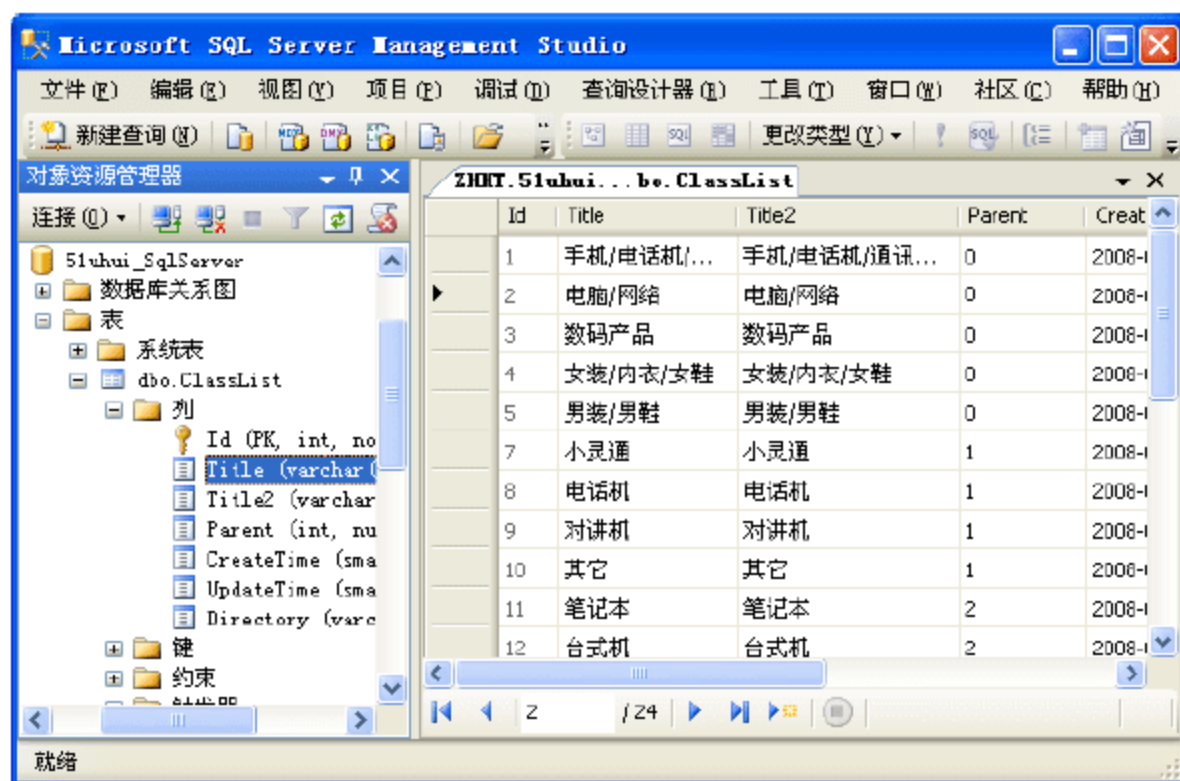 Microsoft SQL Server Management Studio
文件(F) 编辑(E) 视图(V) 项目(P) 调试(D) 查询设计器(R) 工具(T) 窗口(W) 社区(C) 帮助(H)
新建查询(N) 更改类型(Y)
对象资源管理器
连接(O)
51uhui_SqlServer
数据库关系图
表
系统表
dbo.ClassList
列
Id (PK, int, no
Title (varchar(
Title2 (varchar
Parent (int, nu
CreateTime (sma
UpdateTime (sma
Directory (varc
键
约束
触发器
ZHHT.51uhui...bo.ClassList
Id Title Title2 Parent Creat
1 手机/电话机/... 手机/电话机/通讯... 0 2008-
2 电脑/网络 电脑/网络 0 2008-
3 数码产品 数码产品 0 2008-
4 女装/内衣/女鞋 女装/内衣/女鞋 0 2008-
5 男装/男鞋 男装/男鞋 0 2008-
7 小灵通 小灵通 1 2008-
8 电话机 电话机 1 2008-
9 对讲机 对讲机 1 2008-
10 其它 其它 1 2008-
11 笔记本 笔记本 2 2008-
12 台式机 台式机 2 2008-
2 /24
就绪